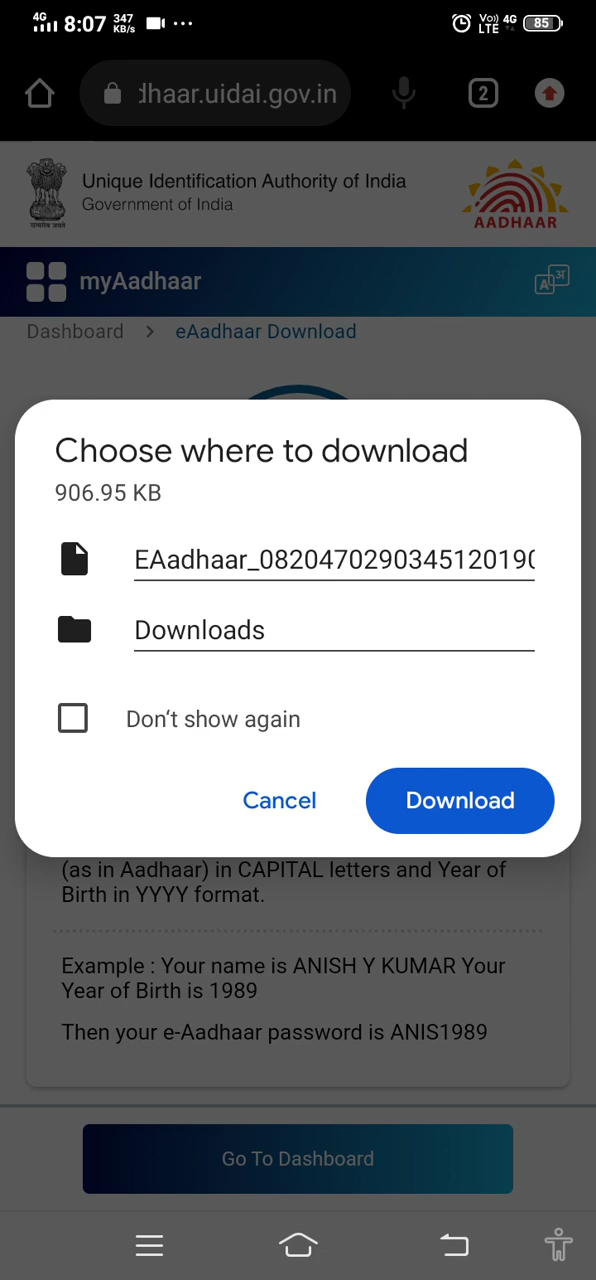 4G 8:07 347 KB/s Vo) 4G LTE 85
dhaar.uidai.gov.in 2
Unique Identification Authority of India
Government of India
AADHAAR
myAadhaar A अ
Dashboard > eAadhaar Download
Choose where to download
906.95 KB
EAadhaar_082047029034512019
Downloads
Don't show again
Cancel Download
(as in Aadhaar) in CAPITAL letters and Year of
Birth in YYYY format.
Example : Your name is ANISH Y KUMAR Your
Year of Birth is 1989
Then your e-Aadhaar password is ANIS1989
Go To Dashboard